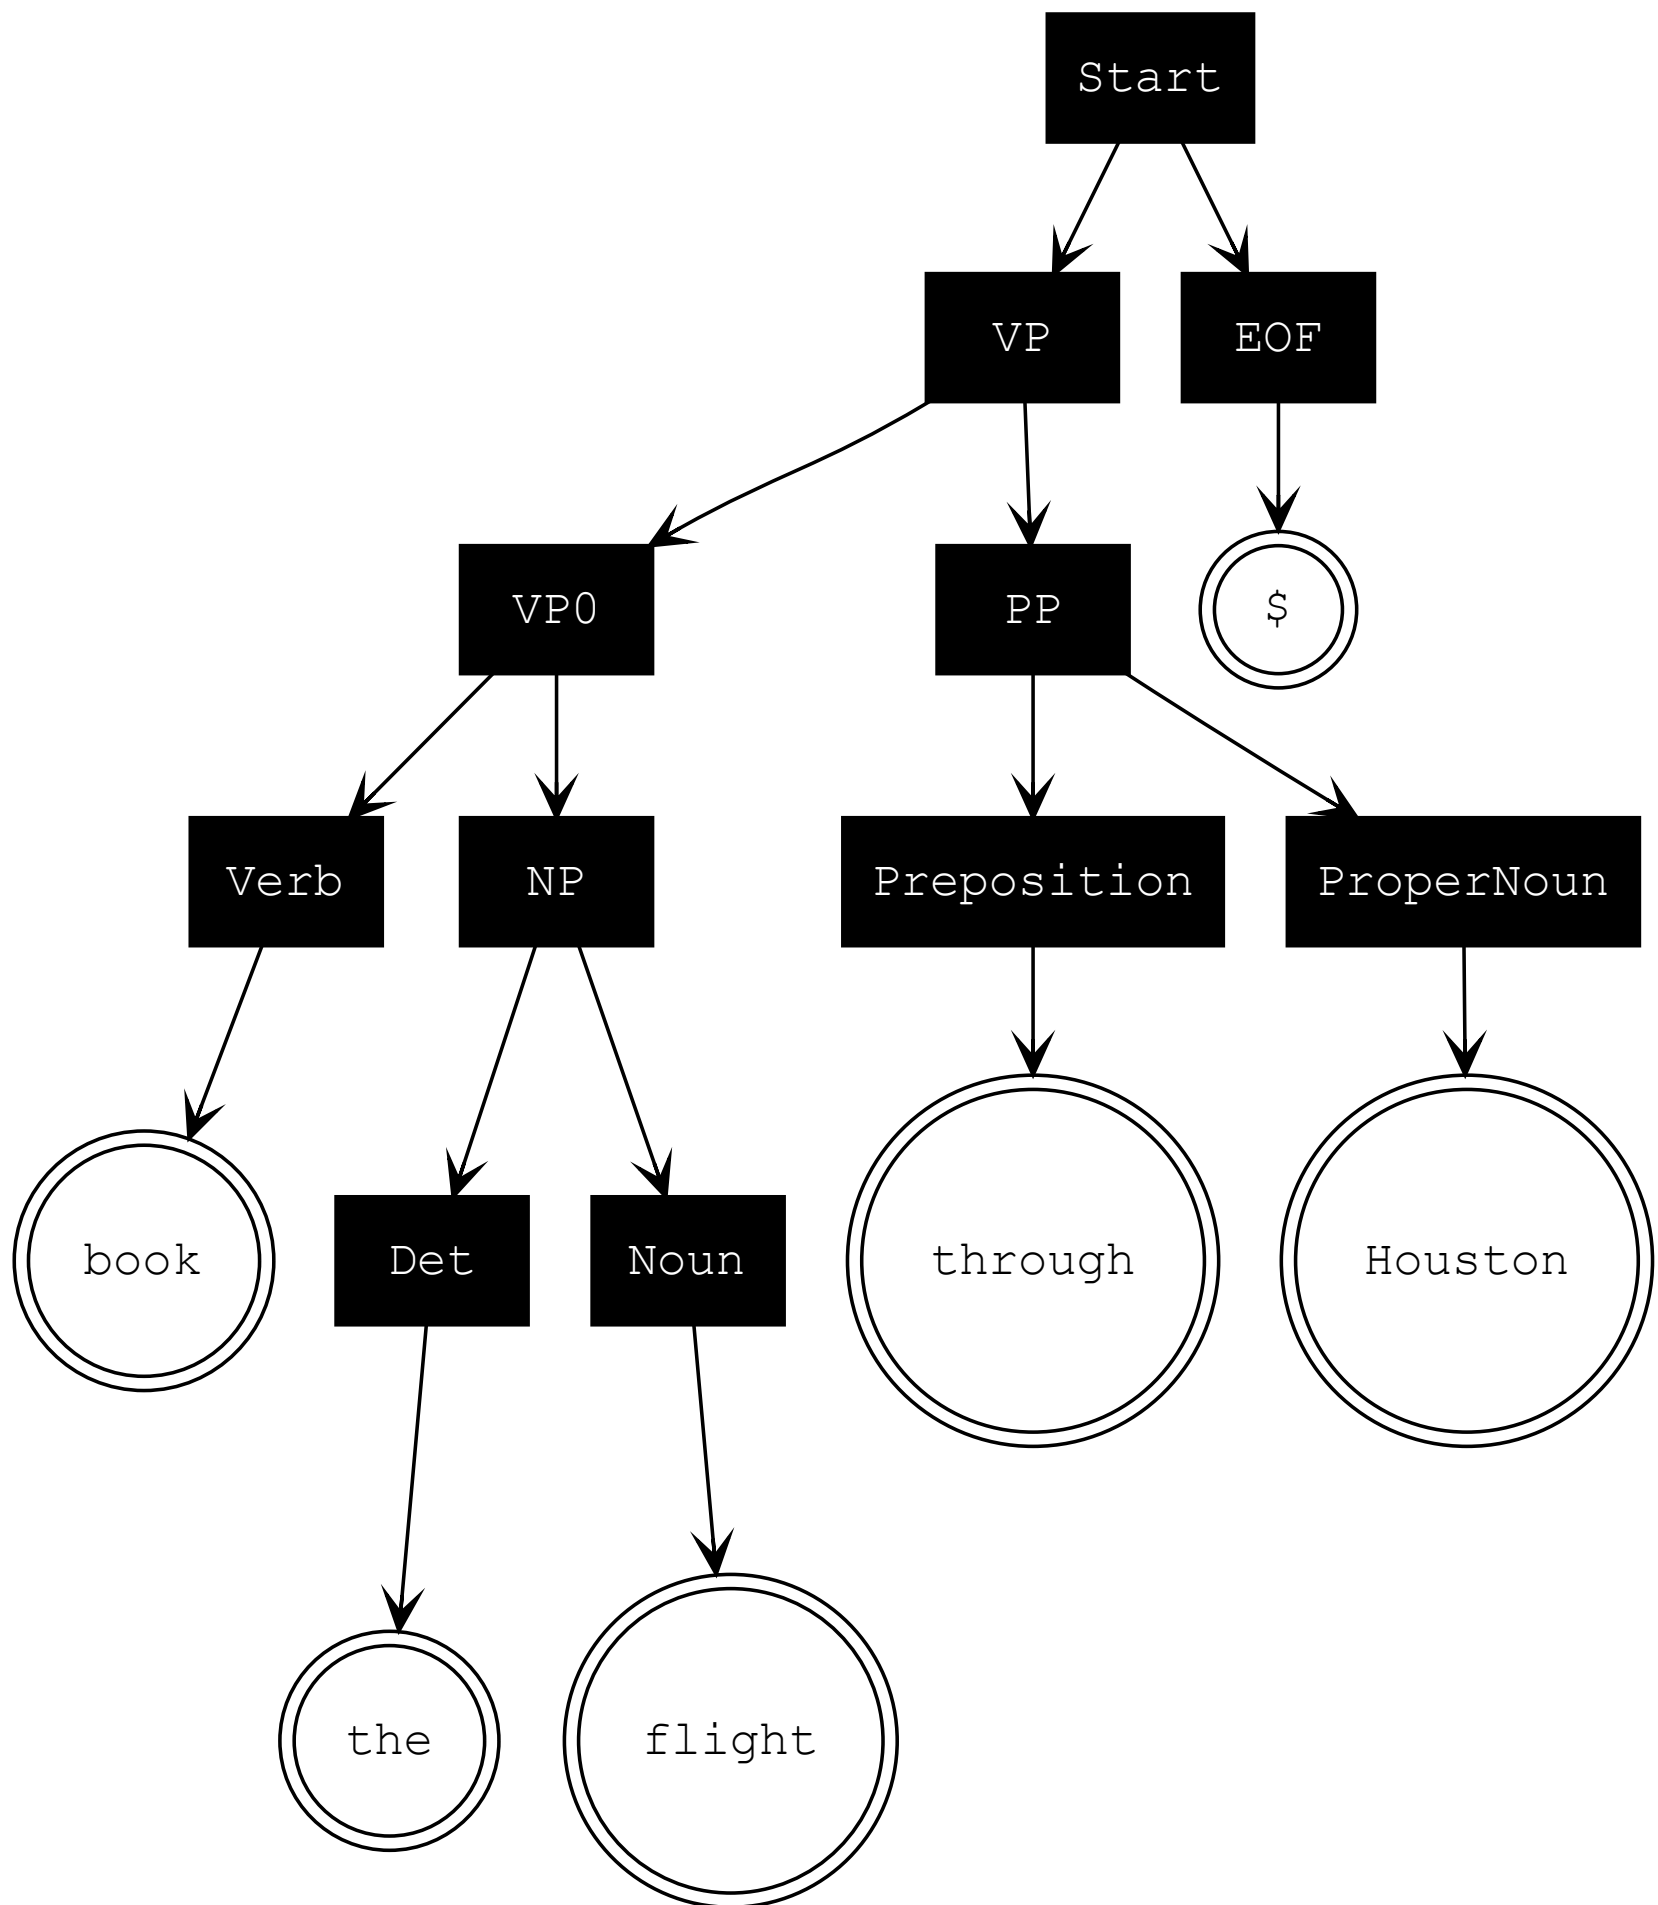 Start
VP EOF
VP0 PP $
Verb NP Preposition ProperNoun
book Det Noun through Houston
the flight